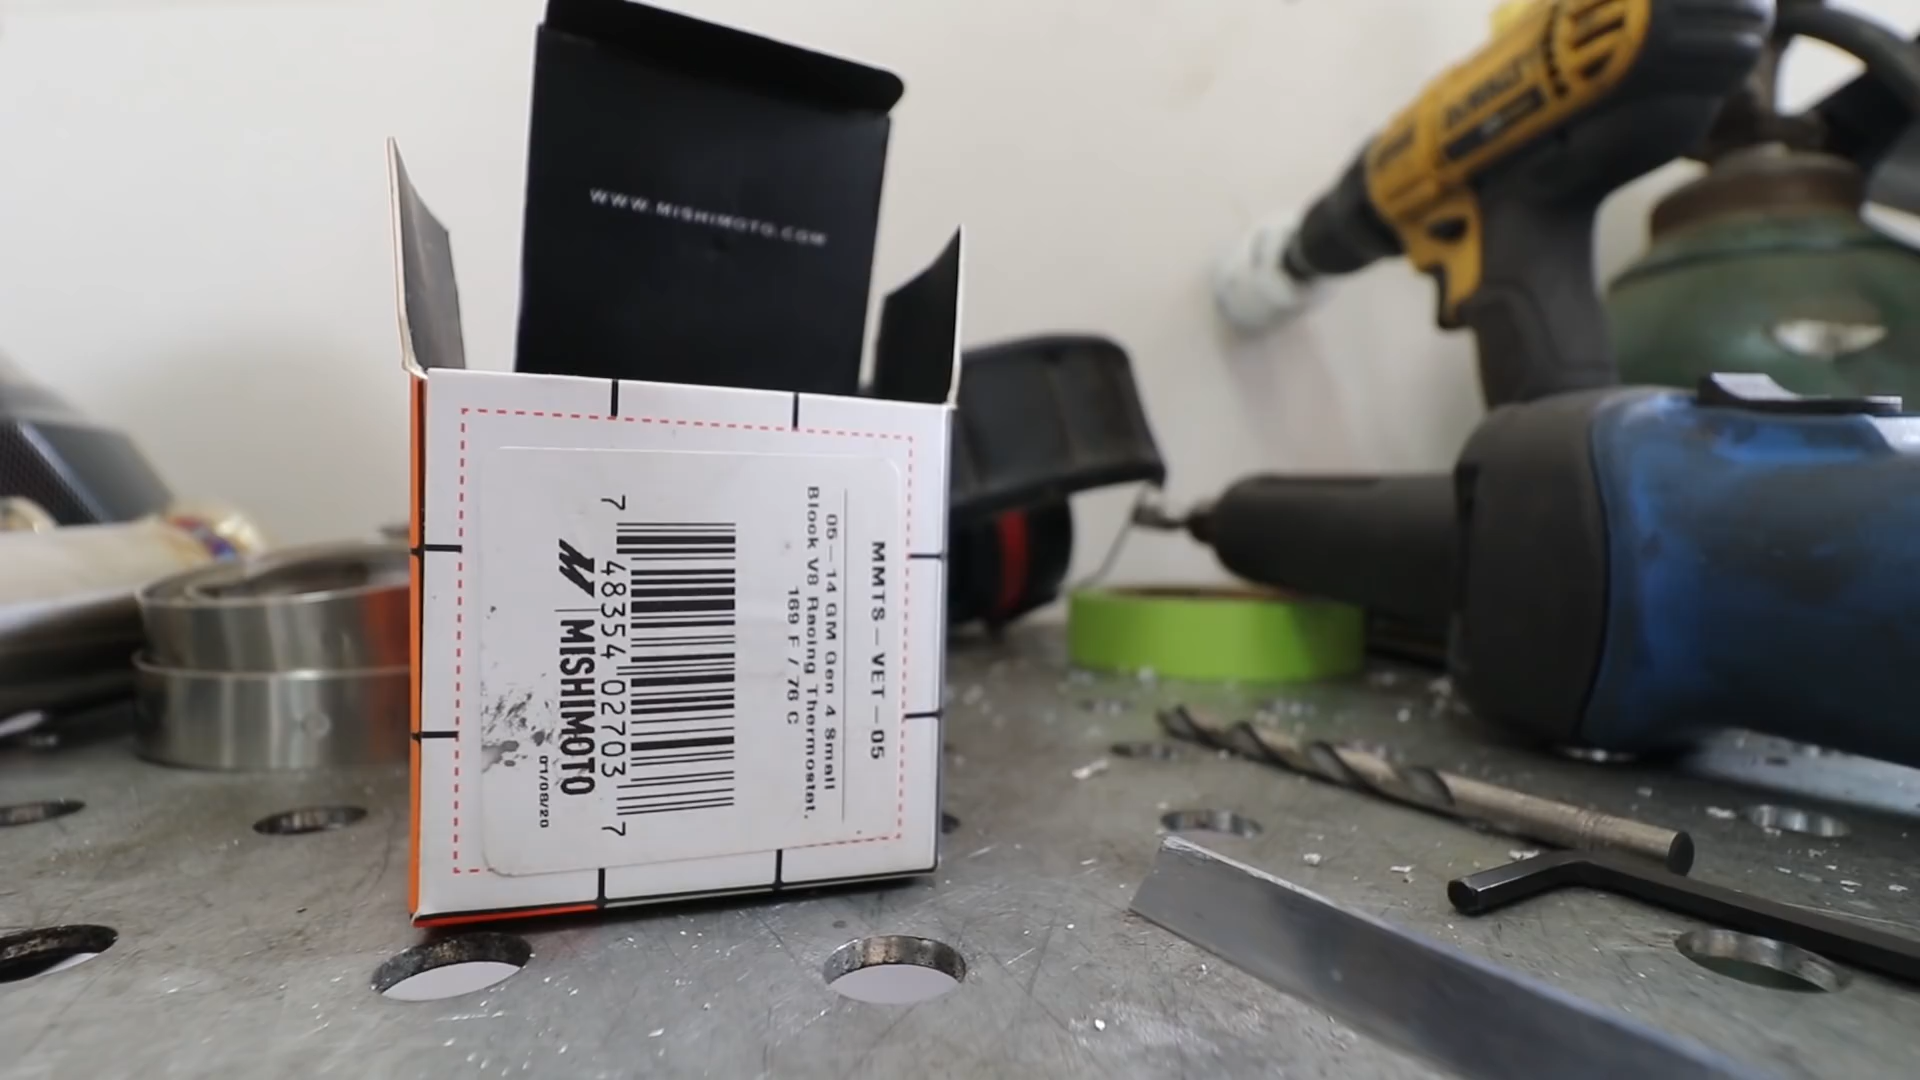 WWW.MISHIMOTO.COM
MMTS-VET-05
05-14 GM Gen 4 Small
Block V8 Racing Thermostat,
169 F / 76 C
7 48354 02703 7
MISHIMOTO
01/08/20